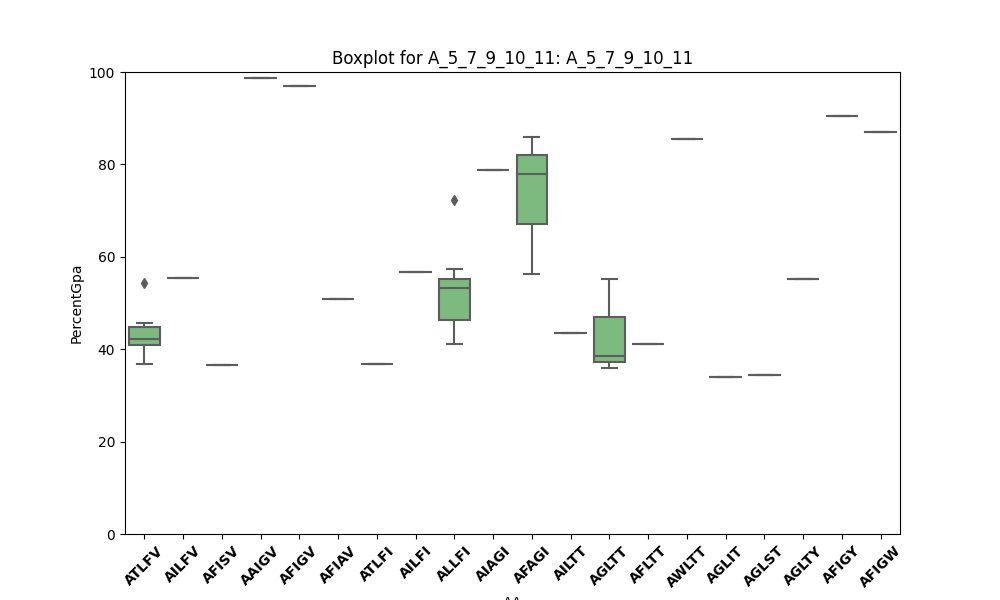 Boxplot for A_5_7_9_10_11: A_5_7_9_10_11
PercentGpa
100
80
60
40
20
0
ATLFV
AILFV
AFISV
AAIGV
AFIGV
AFIAV
ATLFI
AILFI
ALLFI
AIAGI
AFAGI
AILTT
AGLTT
AFLTT
AWLTT
AGLIT
AGLST
AGLTY
AFIGY
AFIGW